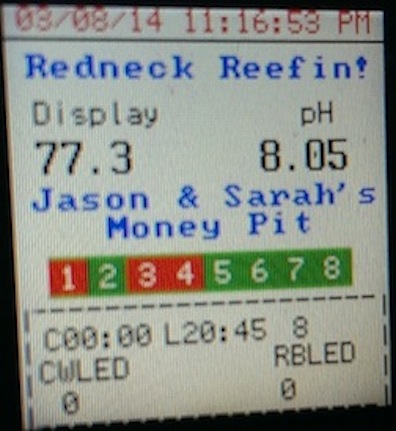 03/08/14 11:16:53 PM
Redneck Reefin!
Display pH
77.3 8.05
Jason & Sarah's
Money Pit
1 2 3 4 5 6 7 8
C00:00 L20:45 8
CWLED RBLED
0 0